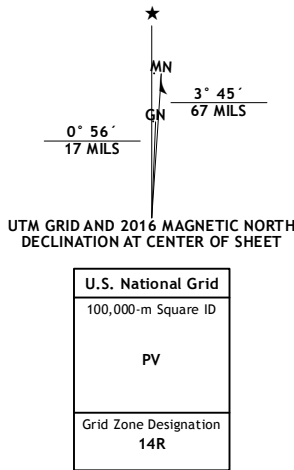 MN
3° 45´
67 MILS
GN
0° 56´
17 MILS
UTM GRID AND 2016 MAGNETIC NORTH
DECLINATION AT CENTER OF SHEET
U.S. National Grid
100,000-m Square ID
PV
Grid Zone Designation
14R